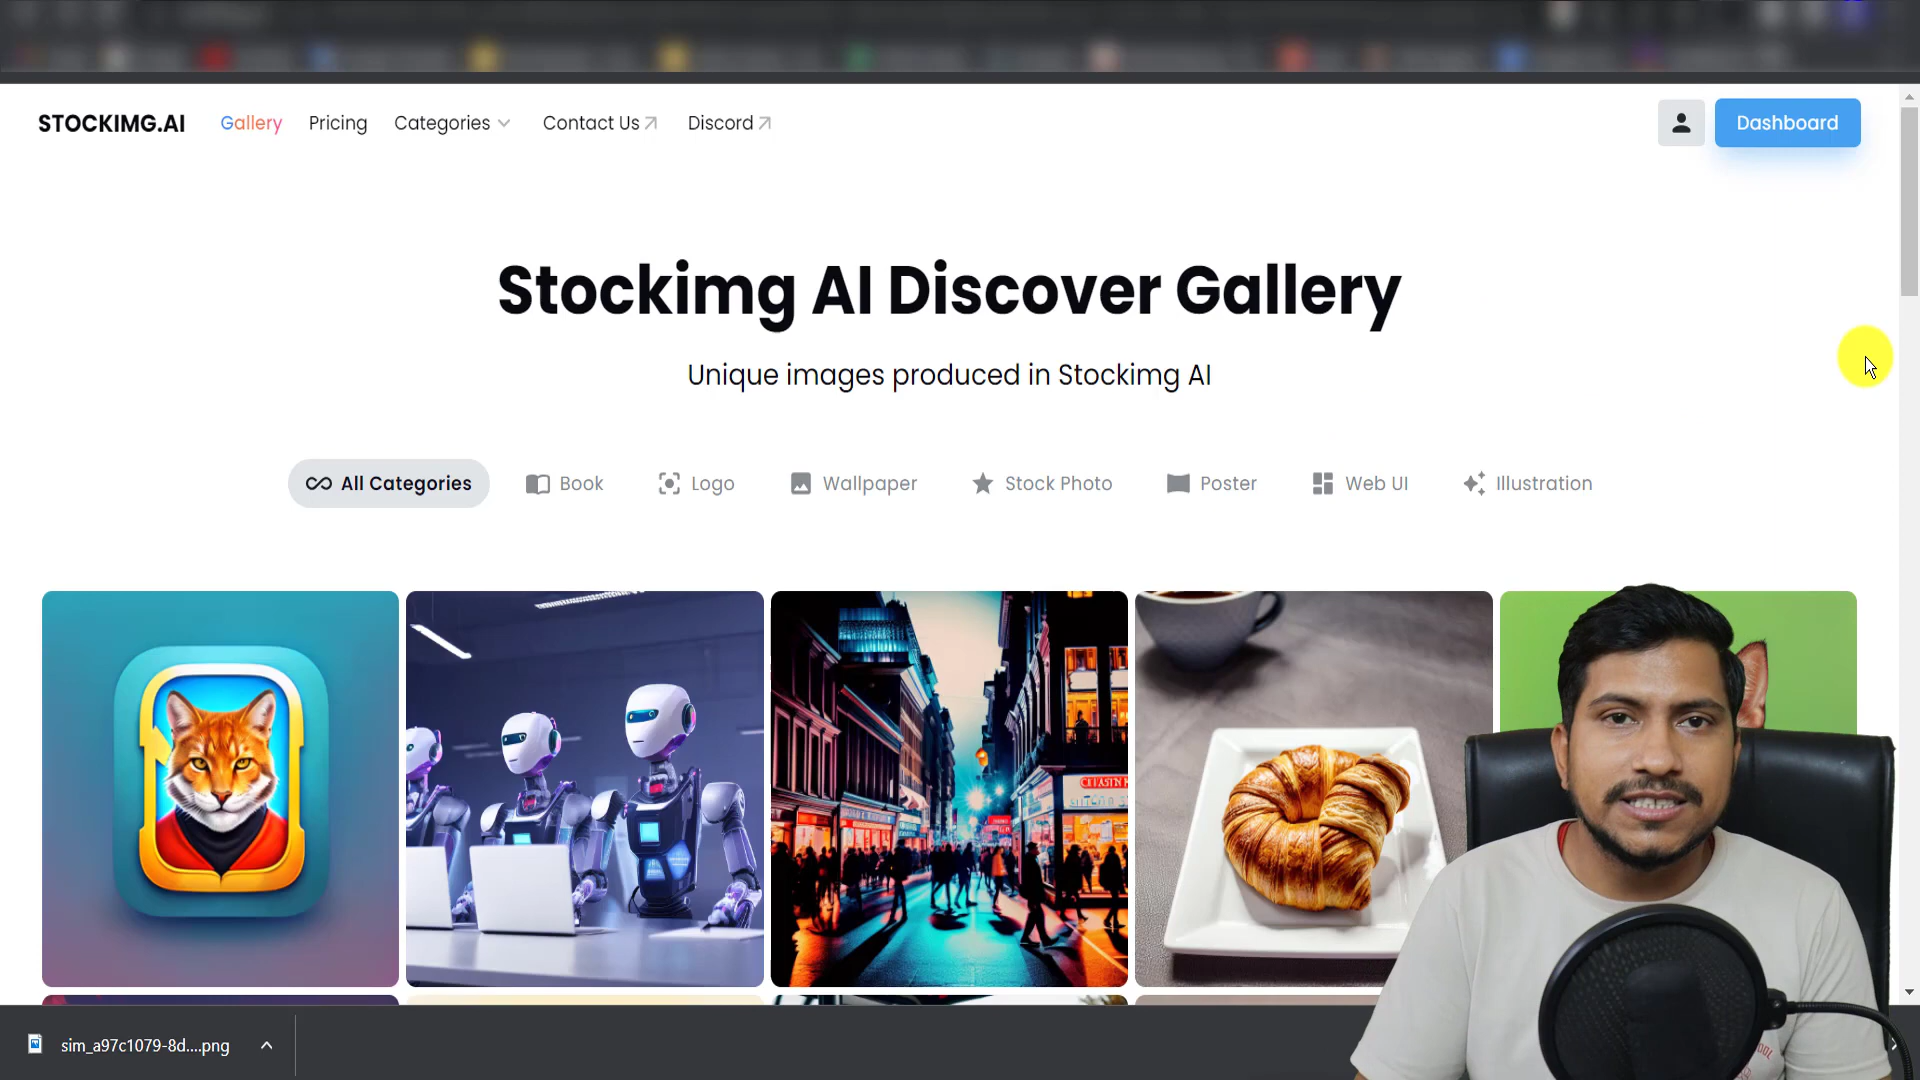 STOCKIMG.AI Gallery Pricing Categories Contact Us Discord Dashboard
Stockimg AI Discover Gallery
Unique images produced in Stockimg AI
All Categories Book Logo Wallpaper Stock Photo Poster Web UI Illustration
sim_a97c1079-8d....png